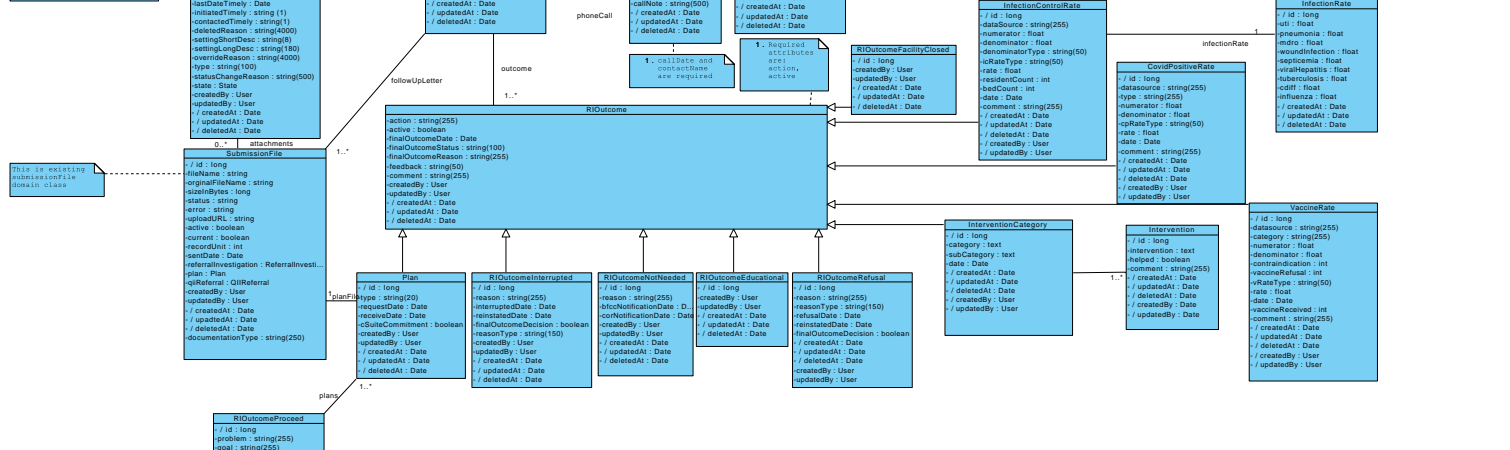 -lastDateTimely : Date
-initiatedTimely : string (1)
-contactedTimely : string(1)
-deletedReason : string(4000)
-settingShortDesc : string(8)
-settingLongDesc : string(180)
-overrideReason : string(4000)
-type : string(100)
-statusChangeReason : string(500)
-state : State
-createdBy : User
-updatedBy : User
- / createdAt : Date
- / updatedAt : Date
- / deletedAt : Date
0..*
attachments
- / createdAt : Date
- / updatedAt : Date
- / deletedAt : Date
followUpLetter
1..*
outcome
1..*
phoneCall
-callNote : string(500)
- / createdAt : Date
- / updatedAt : Date
- / deletedAt : Date
1. callDate and
contactName
are required
- / createdAt : Date
- / updatedAt : Date
- / deletedAt : Date
1. Required
attributes
are:
action,
active
RIOutcomeFacilityClosed
- / id : long
-createdBy : User
-updatedBy : User
- / createdAt : Date
- / updatedAt : Date
- / deletedAt : Date
InfectionControlRate
- / id : long
-dataSource : string(255)
-numerator : float
-denominator : float
-denominatorType : string(50)
-icRateType : string(50)
-rate : float
-residentCount : int
-bedCount : int
-date : Date
-comment : string(255)
- / createdAt : Date
- / updatedAt : Date
- / deletedAt : Date
- / createdBy : User
- / updatedBy : User
1
infectionRate
InfectionRate
- / id : long
-uti : float
-pneumonia : float
-mdro : float
-woundInfection : float
-septicemia : float
-viralHepatitis : float
-tuberculosis : float
-cdiff : float
-influenza : float
- / createdAt : Date
- / updatedAt : Date
- / deletedAt : Date
CovidPositiveRate
- / id : long
-datasource : string(255)
-type : string(255)
-numerator : float
-denominator : float
-cpRateType : string(50)
-rate : float
-date : Date
-comment : string(255)
- / createdAt : Date
- / updatedAt : Date
- / deletedAt : Date
- / createdBy : User
- / updatedBy : User
RIOutcome
-action : string(255)
-active : boolean
-finalOutcomeDate : Date
-finalOutcomeStatus : string(100)
-finalOutcomeReason : string(255)
-feedback : string(50)
-comment : string(255)
-createdBy : User
-updatedBy : User
- / createdAt : Date
- / updatedAt : Date
- / deletedAt : Date
This is existing
submissionFile
domain class
SubmissionFile
- / id : long
-fileName : string
-orginalFileName : string
-sizeInBytes : long
-status : string
-error : string
-uploadURL : string
-active : boolean
-current : boolean
-recordUnit : int
-sentDate : Date
-referralInvestigation : ReferralInvesti...
-plan : Plan
-qiiReferral : QIIReferral
-createdBy : User
-updatedBy : User
- / createdAt : Date
- / upadtedAt : Date
- / deletedAt : Date
-documentationType : string(250)
1
Plan
- / id : long
-type : string(20)
-requestDate : Date
-receiveDate : Date
-cSuiteCommitment : boolean
-createdBy : User
-updatedBy : User
- / createdAt : Date
- / updatedAt : Date
- / deletedAt : Date
1..*
plans
RIOutcomeInterrupted
- / id : long
-reason : string(255)
-interruptedDate : Date
-reinstatedDate : Date
-finalOutcomeDecision : boolean
-reasonType : string(150)
-createdBy : User
-updatedBy : User
- / createdAt : Date
- / updatedAt : Date
- / deletedAt : Date
RIOutcomeNotNeeded
- / id : long
-reason : string(255)
-bfccNotificationDate : D...
-corNotificationDate : Date
-createdBy : User
-updatedBy : User
- / createdAt : Date
- / updatedAt : Date
- / deletedAt : Date
RIOutcomeEducational
- / id : long
-createdBy : User
-updatedBy : User
- / createdAt : Date
- / updatedAt : Date
- / deletedAt : Date
RIOutcomeRefusal
- / id : long
-reason : string(255)
-reasonType : string(150)
-refusalDate : Date
-reinstatedDate : Date
-finalOutcomeDecision : boolean
- / createdAt : Date
- / updatedAt : Date
- / deletedAt : Date
-createdBy : User
-updatedBy : User
InterventionCategory
- / id : long
-category : text
-subCategory : text
-date : Date
- / createdAt : Date
- / updatedAt : Date
- / deletedAt : Date
- / createdBy : User
- / updatedBy : User
1..*
Intervention
- / id : long
-intervention : text
-helped : boolean
-comment : string(255)
- / createdAt : Date
- / updatedAt : Date
- / deletedAt : Date
- / createdBy : Date
- / updatedBy : Date
VaccineRate
- / id : long
-datasource : string(255)
-category : string(255)
-numerator : float
-denominator : float
-contraindication : int
-vaccineRefusal : int
-vRateType : string(50)
-rate : float
-date : Date
-vaccineReceived : int
-comment : string(255)
- / createdAt : Date
- / updatedAt : Date
- / deletedAt : Date
- / createdBy : User
- / updatedBy : User
RIOutcomeProceed
- / id : long
-problem : string(255)
-goal : string(255)